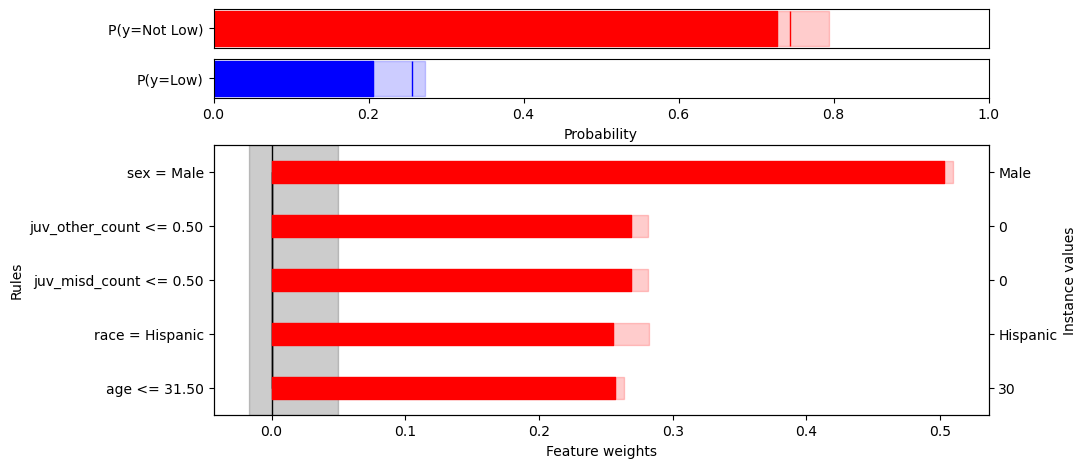 P(y=Not Low)
P(y=Low)
0.0 0.2 0.4 0.6 0.8 1.0
Probability
Rules
sex = Male Male
juv_other_count <= 0.50 0
juv_misd_count <= 0.50 0
race = Hispanic Hispanic
age <= 31.50 30
Instance values
0.0 0.1 0.2 0.3 0.4 0.5
Feature weights